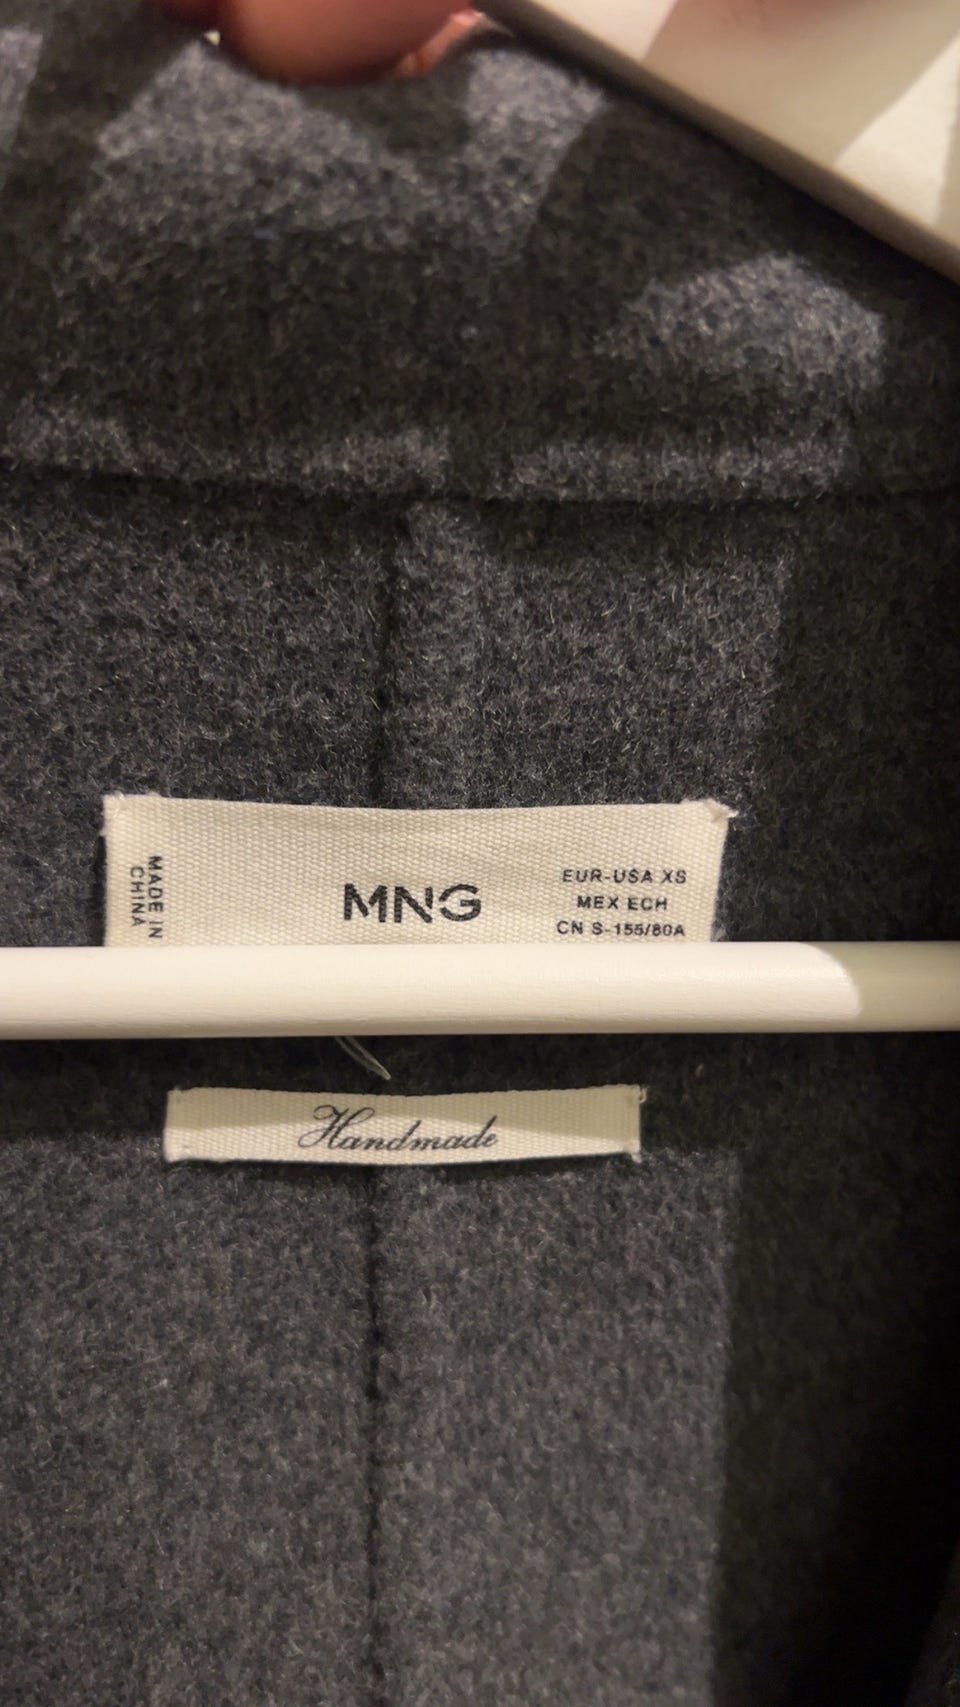 MADE IN
CHINA
MNG
EUR-USA XS
MEX ECH
CN S-155/80A
Handmade